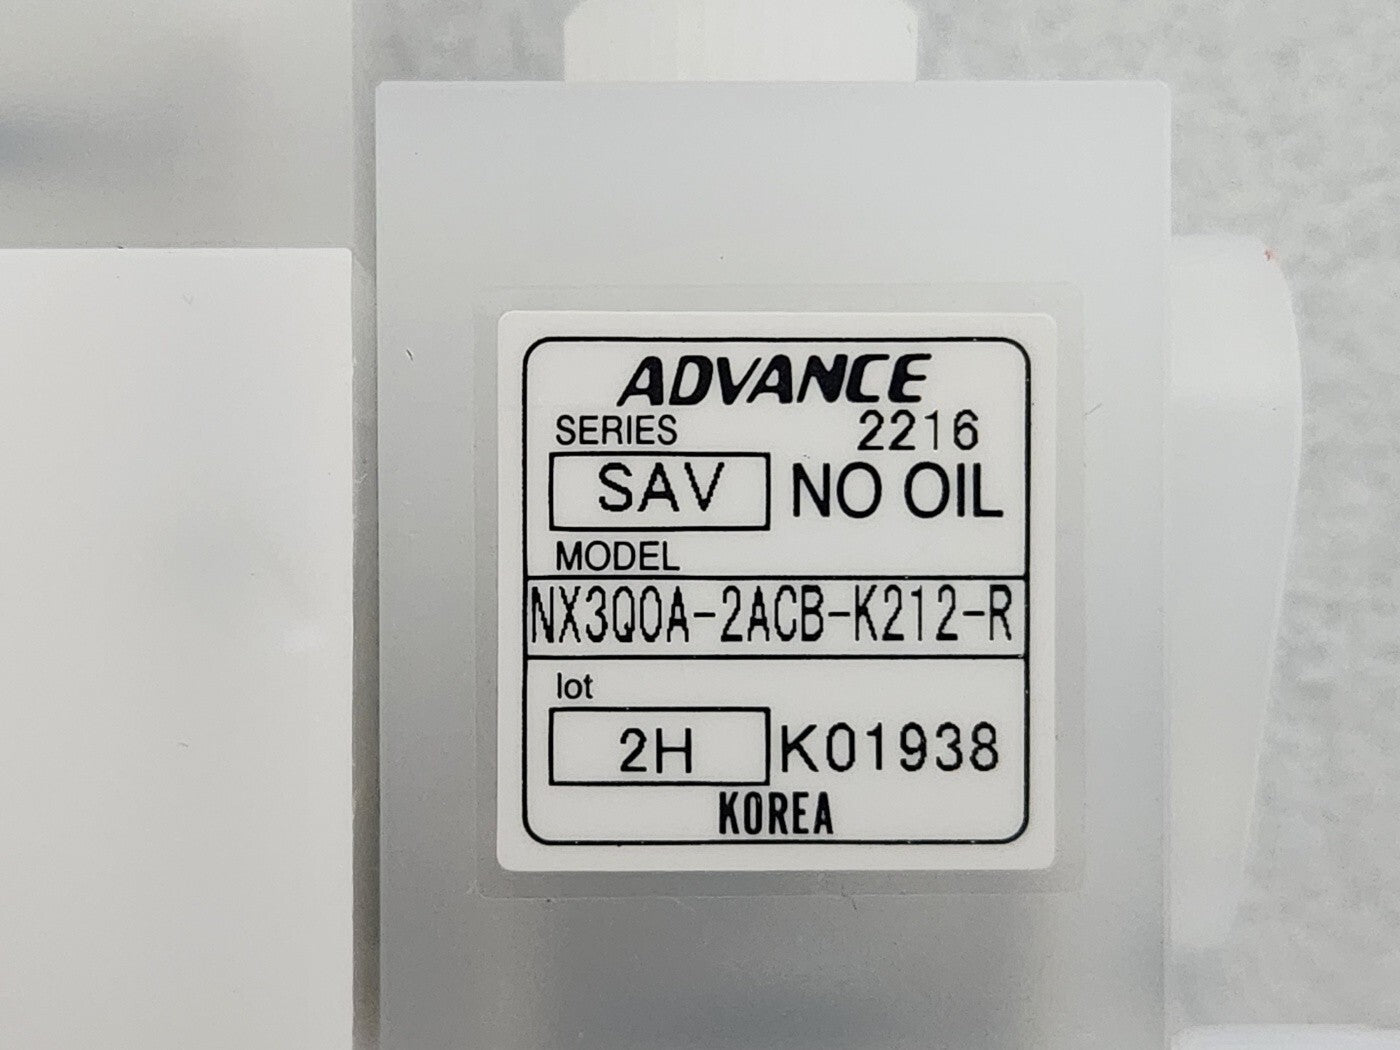 ADVANCE
SERIES 2216
SAV NO OIL
MODEL
NX3Q0A-2ACB-K212-R
lot
2H K01938
KOREA